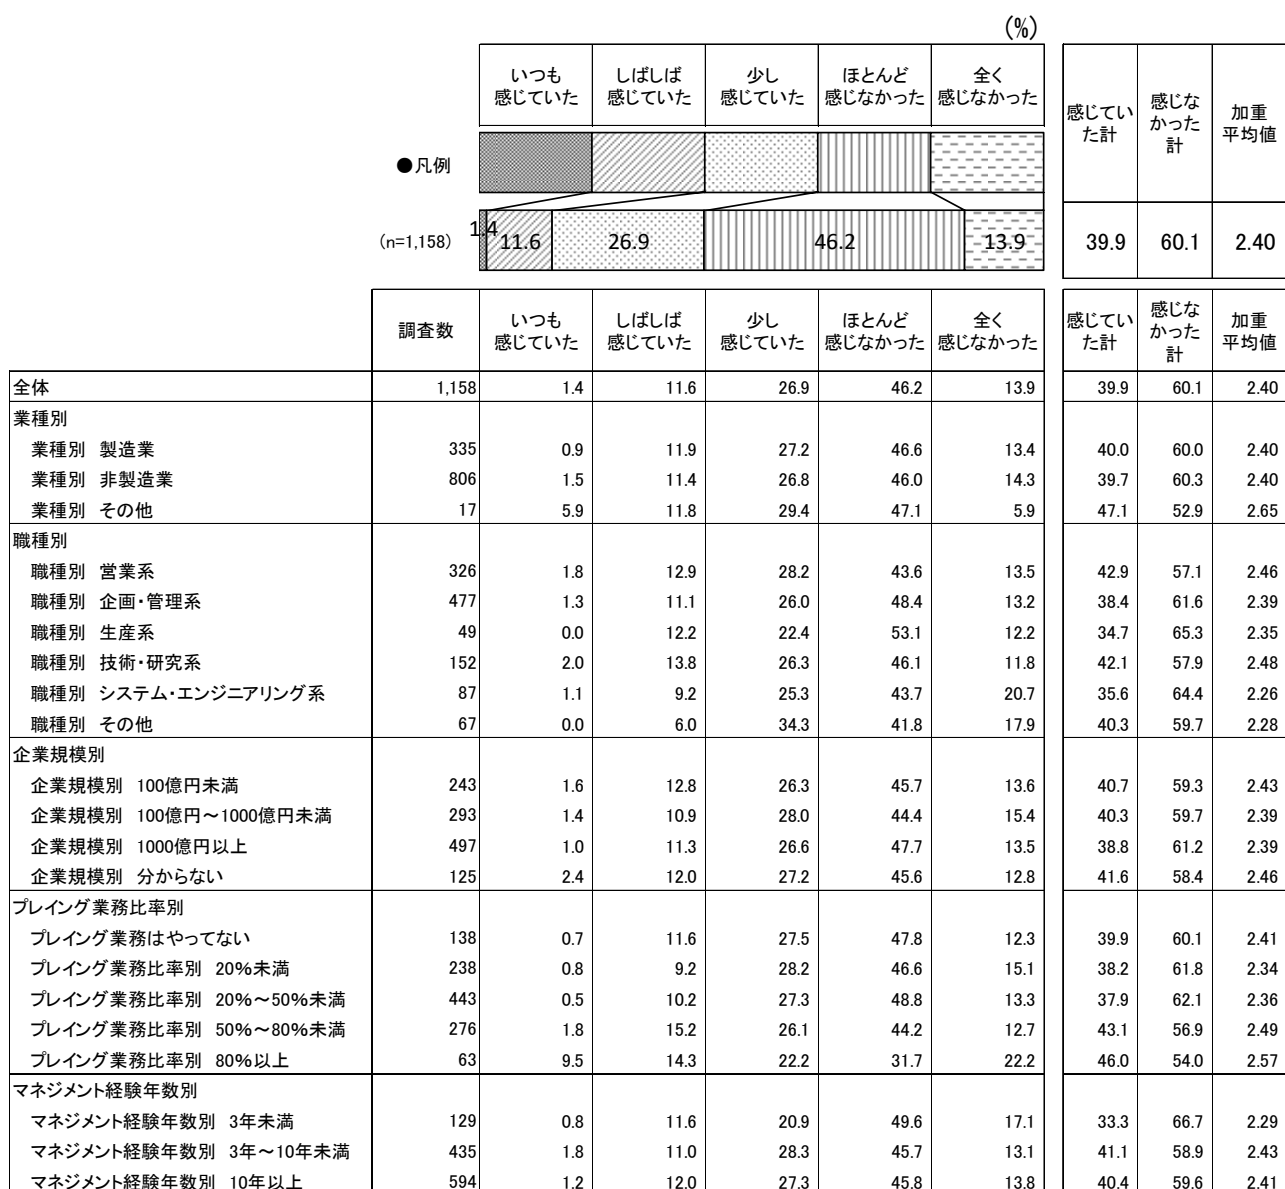 (%)
いつも 感じていた しばしば 感じていた 少し 感じていた ほとんど 感じなかった 全く 感じなかった 感じていた計 感じなかった計 加重平均値
●凡例
(n=1,158) 1.4 11.6 26.9 46.2 13.9 39.9 60.1 2.40
調査数 いつも 感じていた しばしば 感じていた 少し 感じていた ほとんど 感じなかった 全く 感じなかった 感じていた計 感じなかった計 加重平均値
全体 1,158 1.4 11.6 26.9 46.2 13.9 39.9 60.1 2.40
業種別
業種別 製造業 335 0.9 11.9 27.2 46.6 13.4 40.0 60.0 2.40
業種別 非製造業 806 1.5 11.4 26.8 46.0 14.3 39.7 60.3 2.40
業種別 その他 17 5.9 11.8 29.4 47.1 5.9 47.1 52.9 2.65
職種別
職種別 営業系 326 1.8 12.9 28.2 43.6 13.5 42.9 57.1 2.46
職種別 企画・管理系 477 1.3 11.1 26.0 48.4 13.2 38.4 61.6 2.39
職種別 生産系 49 0.0 12.2 22.4 53.1 12.2 34.7 65.3 2.35
職種別 技術・研究系 152 2.0 13.8 26.3 46.1 11.8 42.1 57.9 2.48
職種別 システム・エンジニアリング系 87 1.1 9.2 25.3 43.7 20.7 35.6 64.4 2.26
職種別 その他 67 0.0 6.0 34.3 41.8 17.9 40.3 59.7 2.28
企業規模別
企業規模別 100億円未満 243 1.6 12.8 26.3 45.7 13.6 40.7 59.3 2.43
企業規模別 100億円～1000億円未満 293 1.4 10.9 28.0 44.4 15.4 40.3 59.7 2.39
企業規模別 1000億円以上 497 1.0 11.3 26.6 47.7 13.5 38.8 61.2 2.39
企業規模別 分からない 125 2.4 12.0 27.2 45.6 12.8 41.6 58.4 2.46
プレイング業務比率別
プレイング業務はやってない 138 0.7 11.6 27.5 47.8 12.3 39.9 60.1 2.41
プレイング業務比率別 20%未満 238 0.8 9.2 28.2 46.6 15.1 38.2 61.8 2.34
プレイング業務比率別 20%～50%未満 443 0.5 10.2 27.3 48.8 13.3 37.9 62.1 2.36
プレイング業務比率別 50%～80%未満 276 1.8 15.2 26.1 44.2 12.7 43.1 56.9 2.49
プレイング業務比率別 80%以上 63 9.5 14.3 22.2 31.7 22.2 46.0 54.0 2.57
マネジメント経験年数別
マネジメント経験年数別 3年未満 129 0.8 11.6 20.9 49.6 17.1 33.3 66.7 2.29
マネジメント経験年数別 3年～10年未満 435 1.8 11.0 28.3 45.7 13.1 41.1 58.9 2.43
マネジメント経験年数別 10年以上 594 1.2 12.0 27.3 45.8 13.8 40.4 59.6 2.41